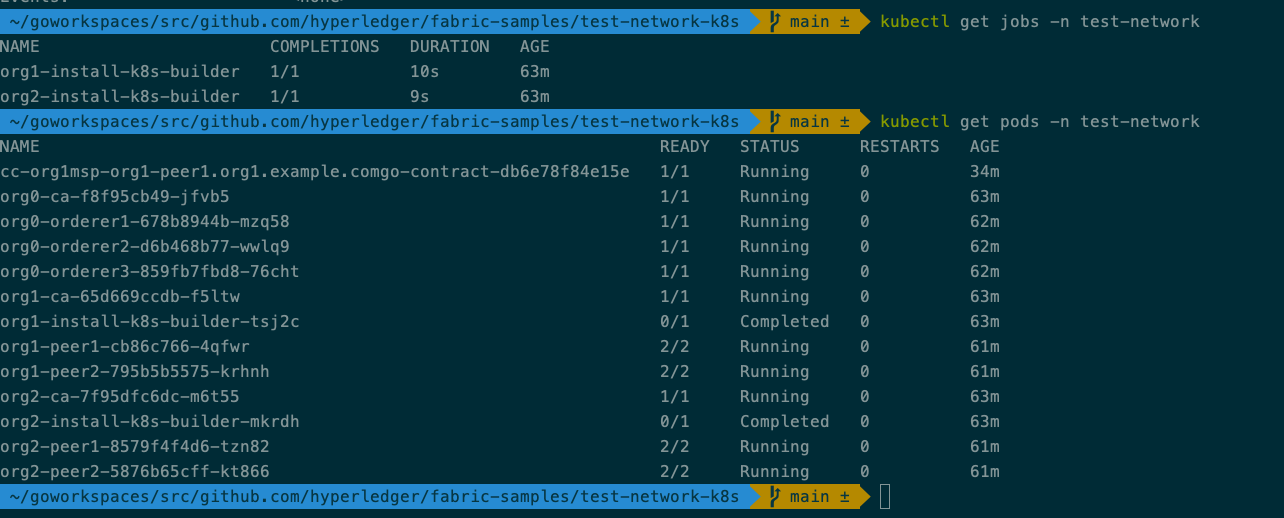 ~/goworkspaces/src/github.com/hyperledger/fabric-samples/test-network-k8s main ± kubectl get jobs -n test-network
NAME COMPLETIONS DURATION AGE
org1-install-k8s-builder 1/1 10s 63m
org2-install-k8s-builder 1/1 9s 63m
~/goworkspaces/src/github.com/hyperledger/fabric-samples/test-network-k8s main ± kubectl get pods -n test-network
NAME READY STATUS RESTARTS AGE
cc-org1msp-org1-peer1.org1.example.comgo-contract-db6e78f84e15e 1/1 Running 0 34m
org0-ca-f8f95cb49-jfvb5 1/1 Running 0 63m
org0-orderer1-678b8944b-mzq58 1/1 Running 0 62m
org0-orderer2-d6b468b77-wwlq9 1/1 Running 0 62m
org0-orderer3-859fb7fbd8-76cht 1/1 Running 0 62m
org1-ca-65d669ccdb-f5ltw 1/1 Running 0 63m
org1-install-k8s-builder-tsj2c 0/1 Completed 0 63m
org1-peer1-cb86c766-4qfwr 2/2 Running 0 61m
org1-peer2-795b5b5575-krhnh 2/2 Running 0 61m
org2-ca-7f95dfc6dc-m6t55 1/1 Running 0 63m
org2-install-k8s-builder-mkrdh 0/1 Completed 0 63m
org2-peer1-8579f4f4d6-tzn82 2/2 Running 0 61m
org2-peer2-5876b65cff-kt866 2/2 Running 0 61m
~/goworkspaces/src/github.com/hyperledger/fabric-samples/test-network-k8s main ±